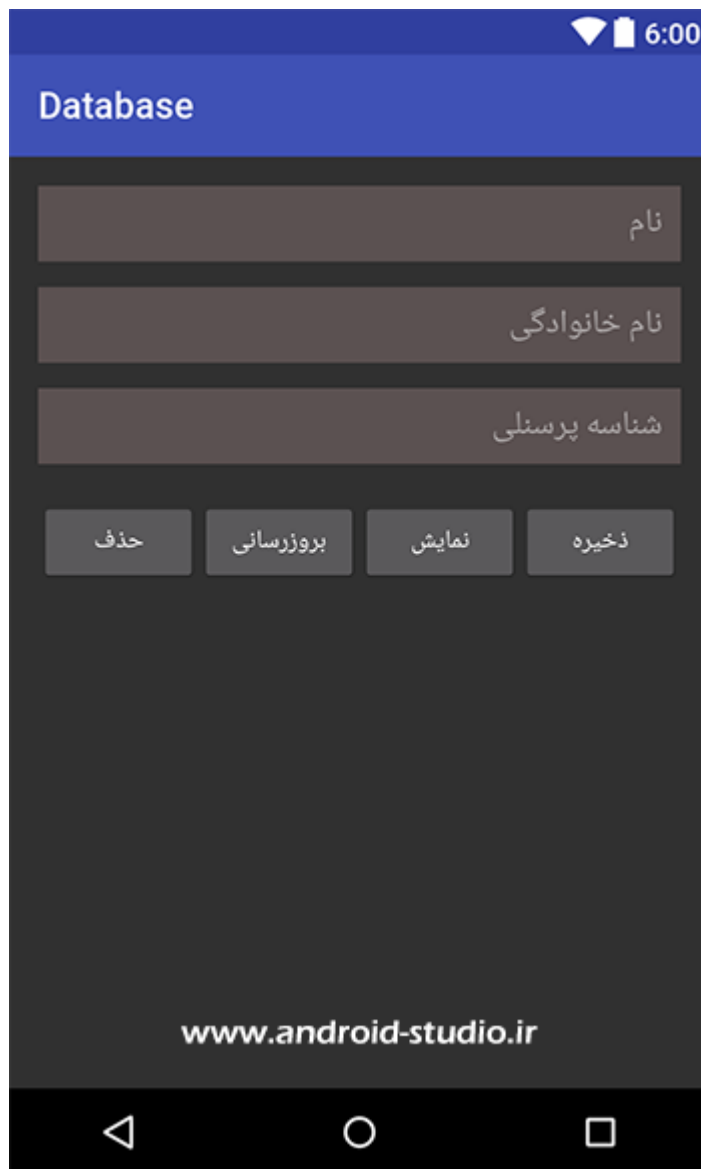 6:00
Database
نام
نام خانوادگی
شناسه پرسنلی
ذخیره نمایش بروزرسانی حذف
www.android-studio.ir